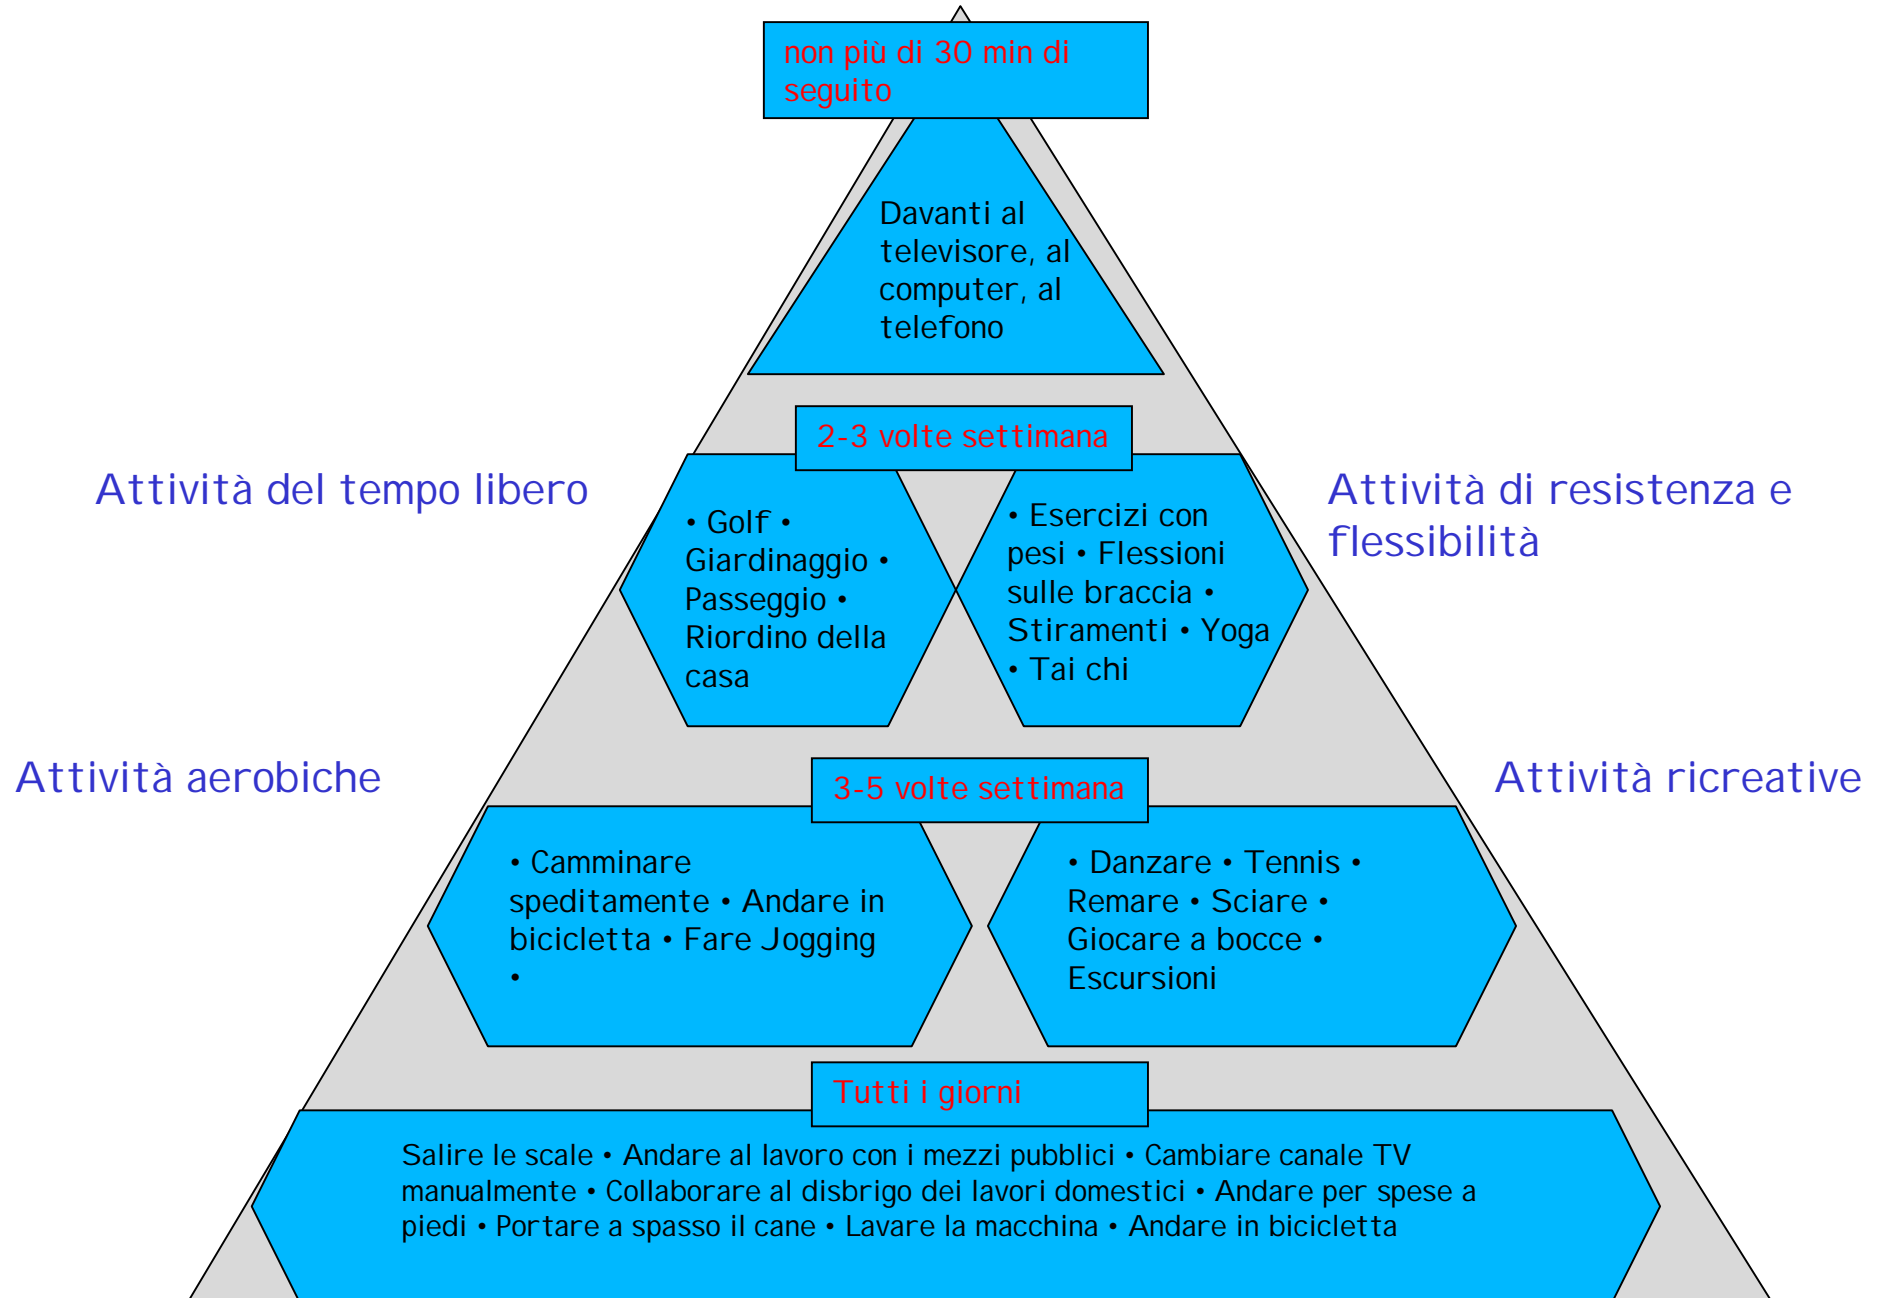 non più di 30 min di
seguito
Davanti al
televisore, al
computer, al
telefono
2-3 volte settimana
Attività del tempo libero
Attività di resistenza e
flessibilità
• Golf •
Giardinaggio •
Passeggio •
Riordino della
casa
• Esercizi con
pesi • Flessioni
sulle braccia •
Stiramenti • Yoga
• Tai chi
Attività aerobiche
3-5 volte settimana
Attività ricreative
• Camminare
speditamente • Andare in
bicicletta • Fare Jogging
•
• Danzare • Tennis •
Remare • Sciare •
Giocare a bocce •
Escursioni
Tutti i giorni
Salire le scale • Andare al lavoro con i mezzi pubblici • Cambiare canale TV
manualmente • Collaborare al disbrigo dei lavori domestici • Andare per spese a
piedi • Portare a spasso il cane • Lavare la macchina • Andare in bicicletta